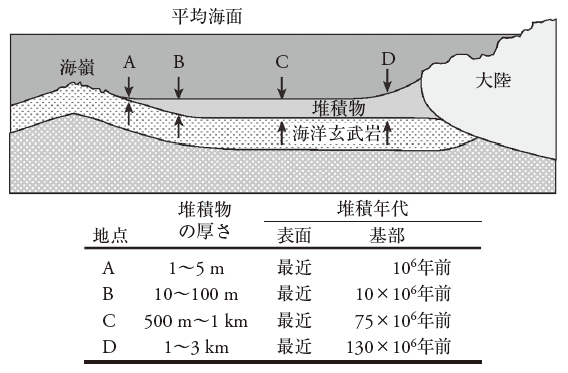 平均海面
海嶺 A B C D 大陸
堆積物
海洋玄武岩
堆積物 堆積年代
地点 の厚さ 表面 基部
A 1〜5 m 最近 10⁶年前
B 10〜100 m 最近 10×10⁶年前
C 500 m〜1 km 最近 75×10⁶年前
D 1〜3 km 最近 130×10⁶年前